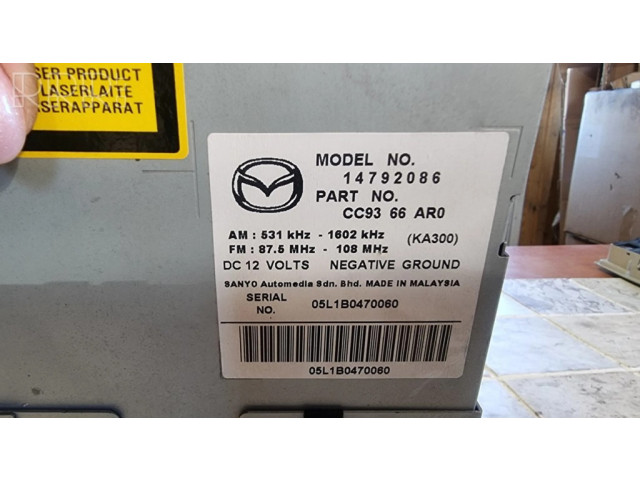 SER PRODUCT
LASERLAITE
SERAPPARAT
MODEL NO.
14792086
PART NO.
CC93 66 AR0
AM : 531 kHz - 1602 kHz
FM : 87.5 MHz - 108 MHz
(KA300)
DC 12 VOLTS NEGATIVE GROUND
SANYO Automedia Sdn. Bhd. MADE IN MALAYSIA
SERIAL NO. 05L1B0470060
05L1B0470060